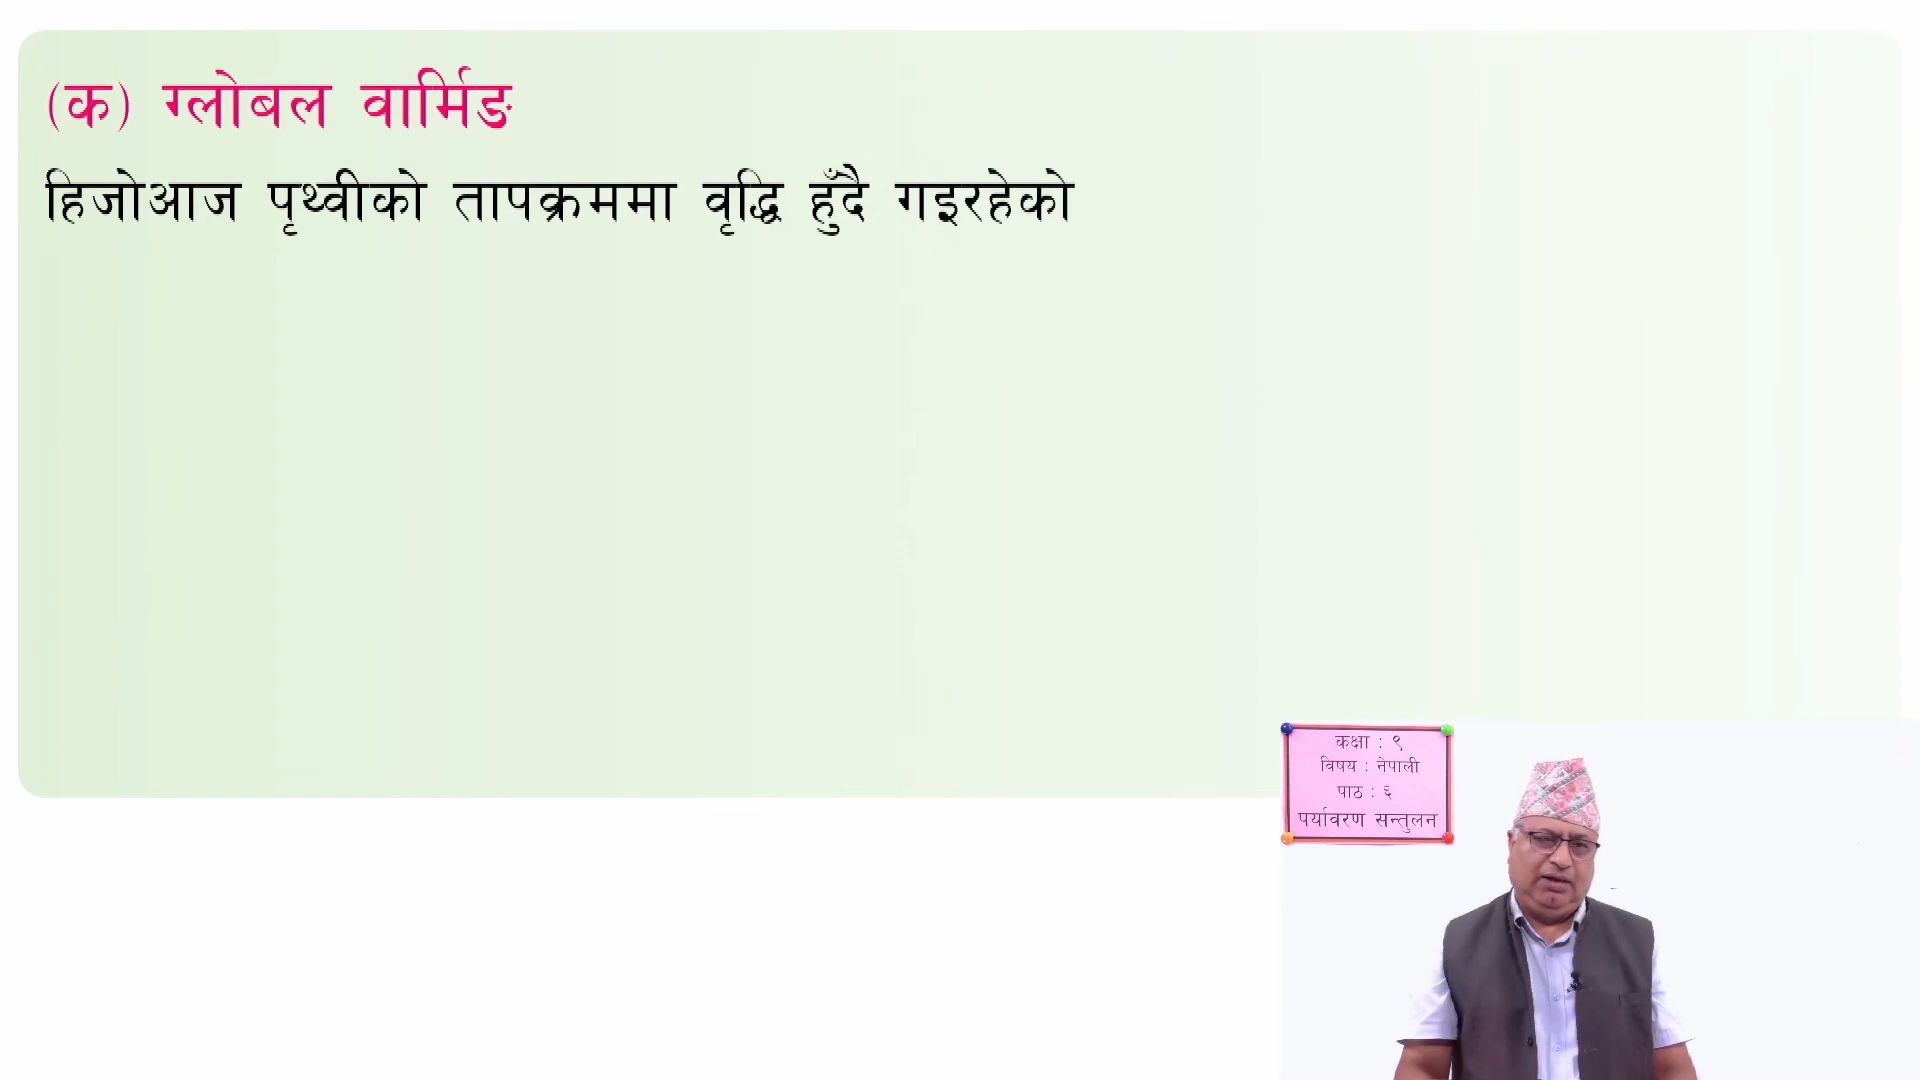 (क) ग्लोबल वार्मिङ
हिजोआज पृथ्वीको तापक्रममा वृद्धि हुँदै गइरहेको
कक्षा : ९
विषय : नेपाली
पाठ : ६
पर्यावरण सन्तुलन